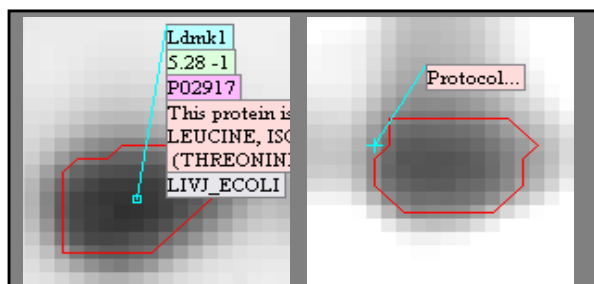 Ldmk1
5.28 -1
P02917
This protein is
LEUCINE, ISO
(THREONIN
LIVJ_ECOLI
Protocol...